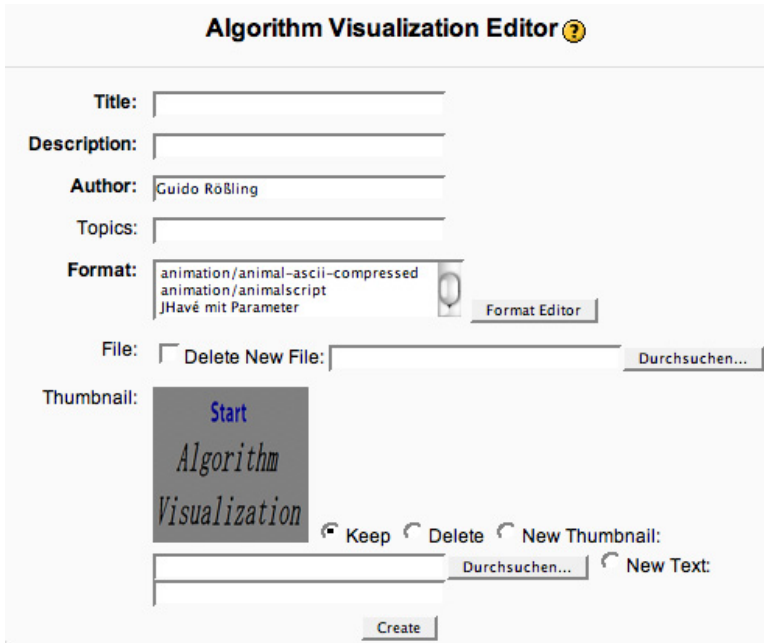 Algorithm Visualization Editor ?
Title:
Description:
Author: Guido Rößling
Topics:
Format: animation/animal-ascii-compressed
animation/animalscript
JHavé mit Parameter
Format Editor
File: Delete New File: Durchsuchen...
Thumbnail:
Start
Algorithm
Visualization
Keep Delete New Thumbnail:
Durchsuchen... New Text:
Create